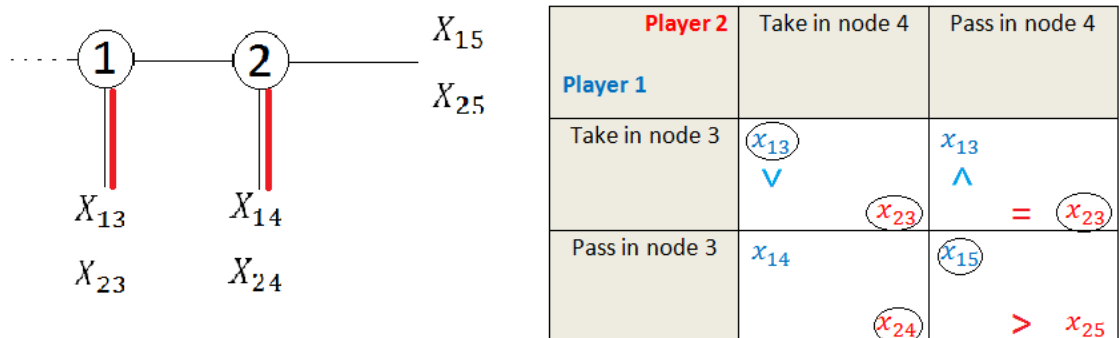 1 2 X₁₅
X₂₅
X₁₃ X₁₄
X₂₃ X₂₄
Player 2 Take in node 4 Pass in node 4
Player 1
Take in node 3 x₁₃ x₁₃
∨ ∧
x₂₃ = x₂₃
Pass in node 3 x₁₄ x₁₅
x₂₄ > x₂₅